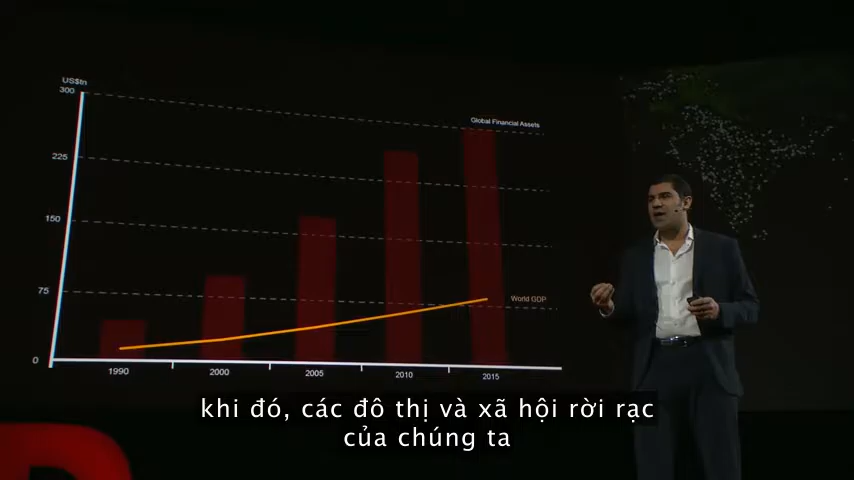 US$tn
300
Global Financial Assets
225
150
75
World GDP
0
1990 2000 2005 2010 2015
khi đó, các đô thị và xã hội rời rạc
của chúng ta